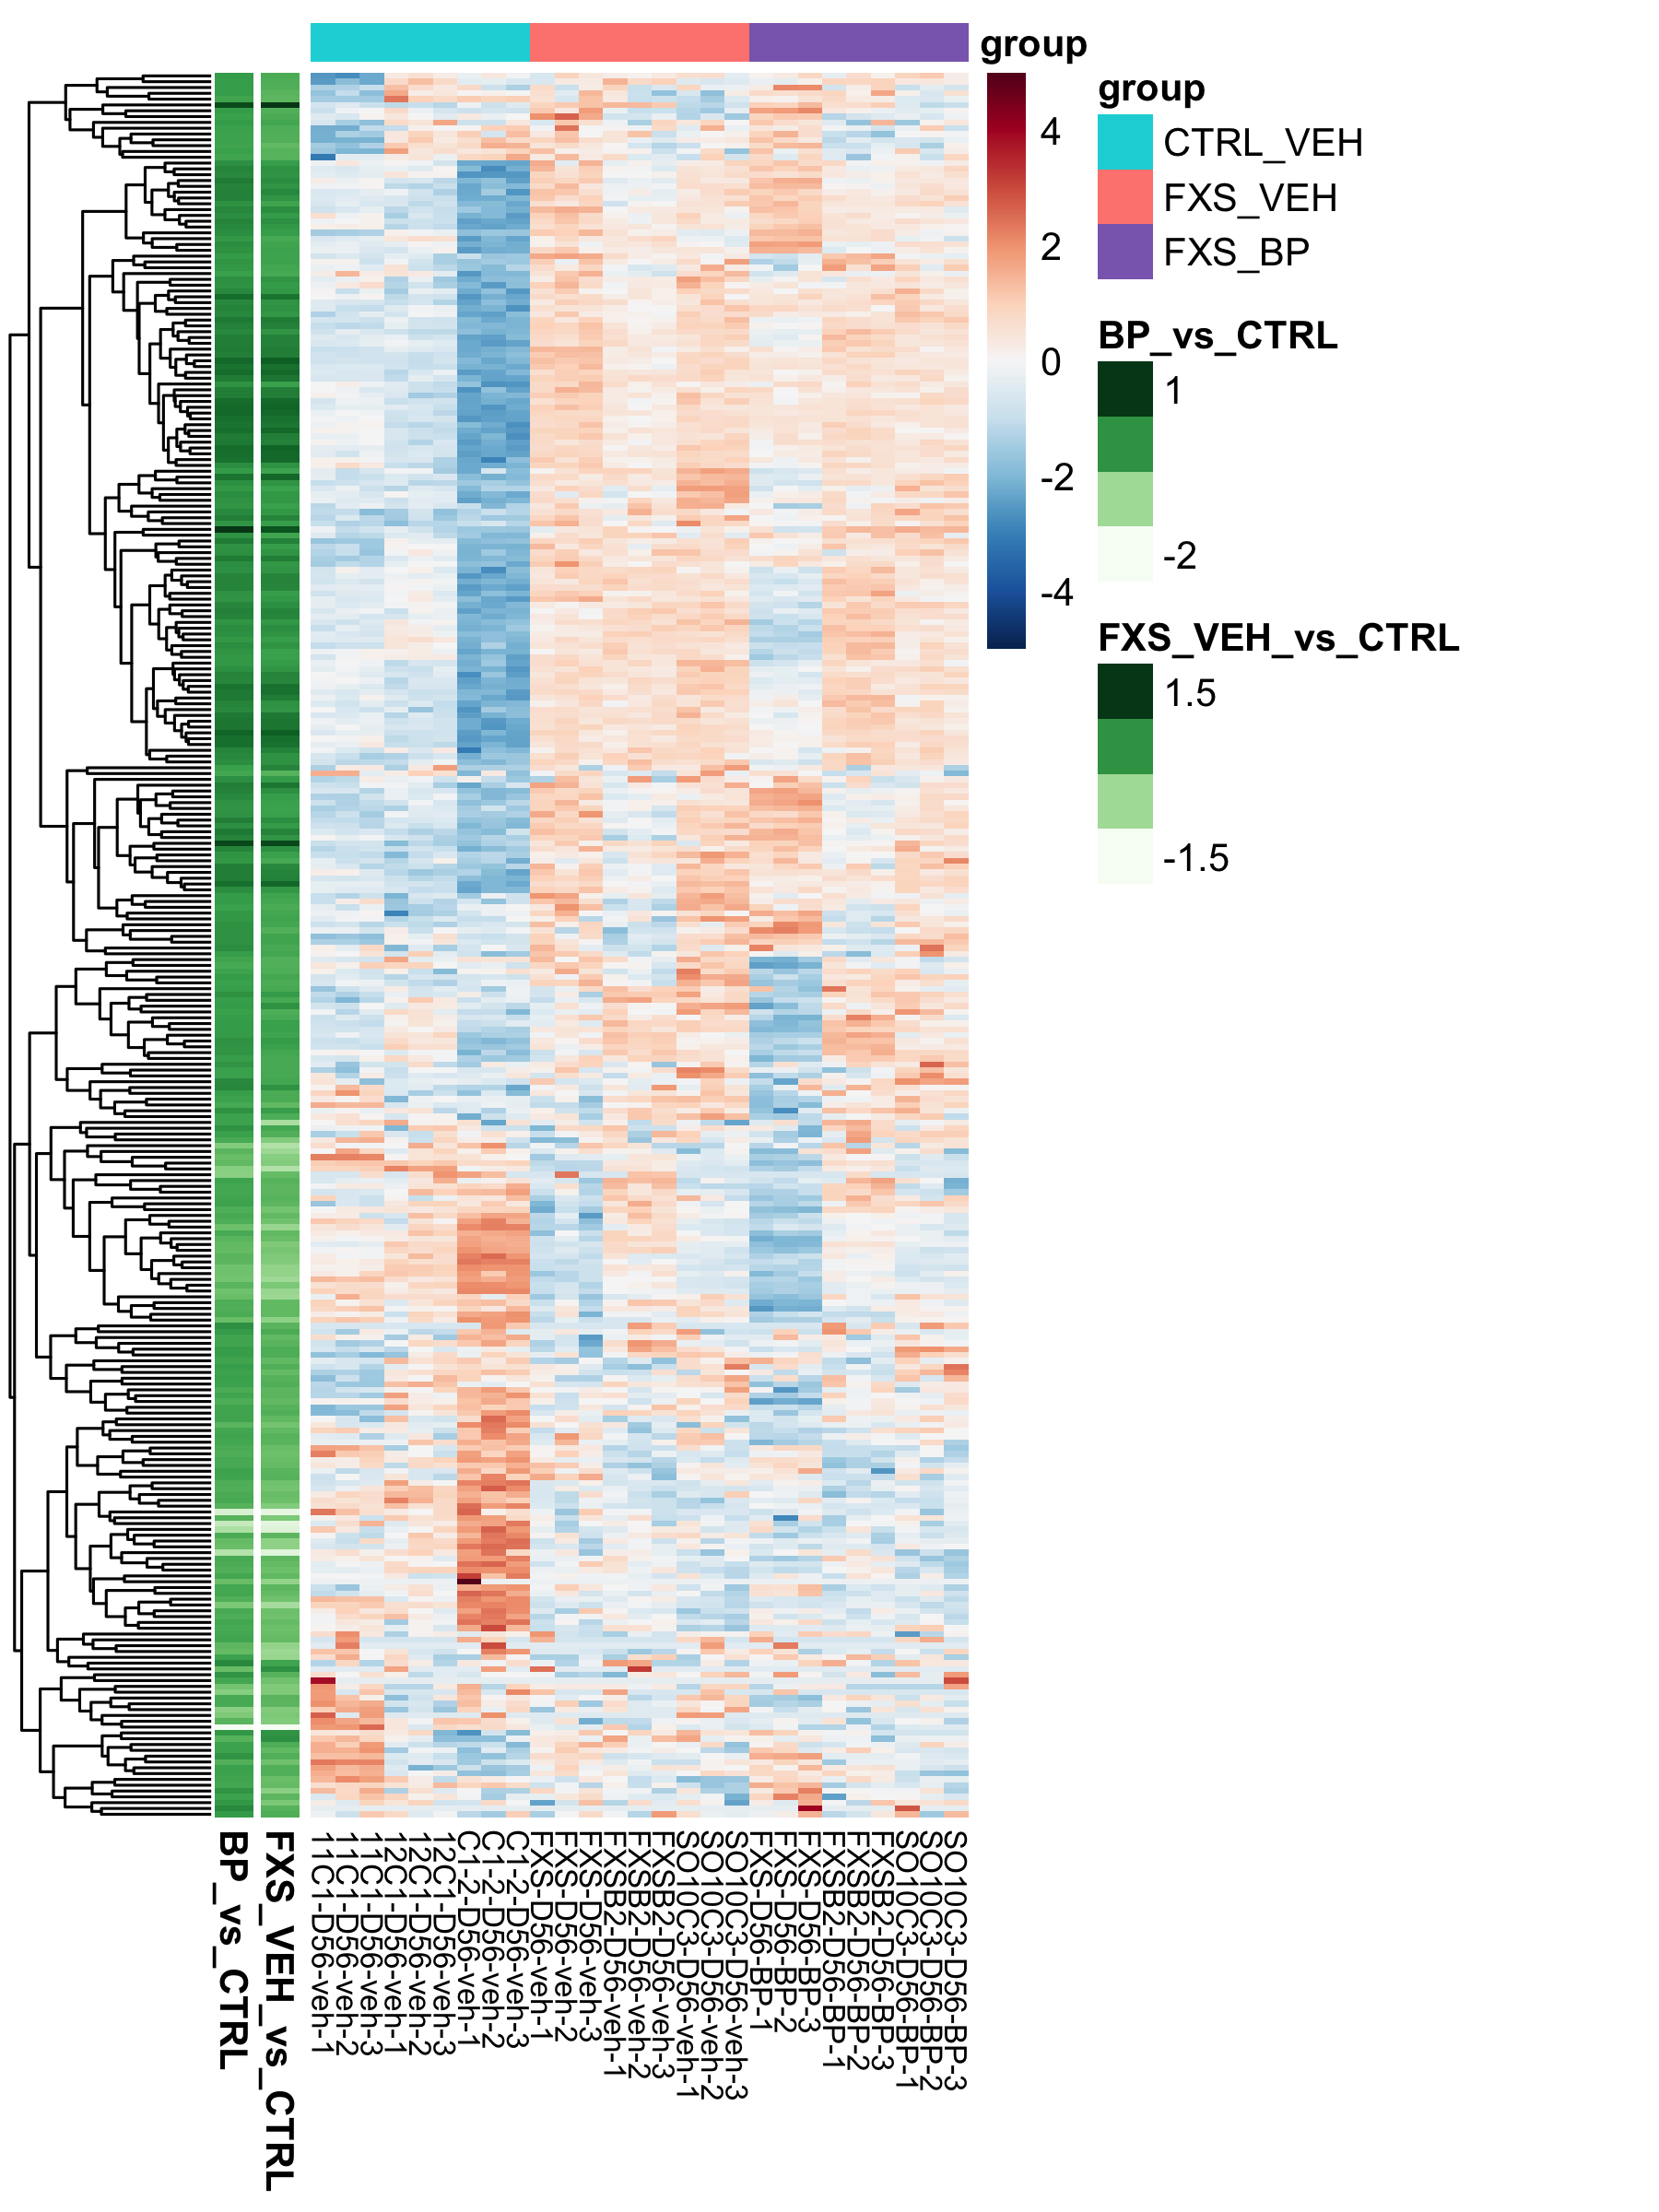 group
4
2
0
-2
-4
group
CTRL_VEH
FXS_VEH
FXS_BP
BP_vs_CTRL
1
-2
FXS_VEH_vs_CTRL
1.5
-1.5
BP_vs_CTRL
FXS_VEH_vs_CTRL
11C1-D56-veh-1
11C1-D56-veh-2
11C1-D56-veh-3
12C1-D56-veh-1
12C1-D56-veh-2
12C1-D56-veh-3
C1-2-D56-veh-1
C1-2-D56-veh-2
C1-2-D56-veh-3
FXS-D56-veh-1
FXS-D56-veh-2
FXS-D56-veh-3
FXSB2-D56-veh-1
FXSB2-D56-veh-2
FXSB2-D56-veh-3
SO10C3-D56-veh-1
SO10C3-D56-veh-2
SO10C3-D56-veh-3
FXS-D56-BP-1
FXS-D56-BP-2
FXS-D56-BP-3
FXSB2-D56-BP-1
FXSB2-D56-BP-2
FXSB2-D56-BP-3
SO10C3-D56-BP-1
SO10C3-D56-BP-2
SO10C3-D56-BP-3